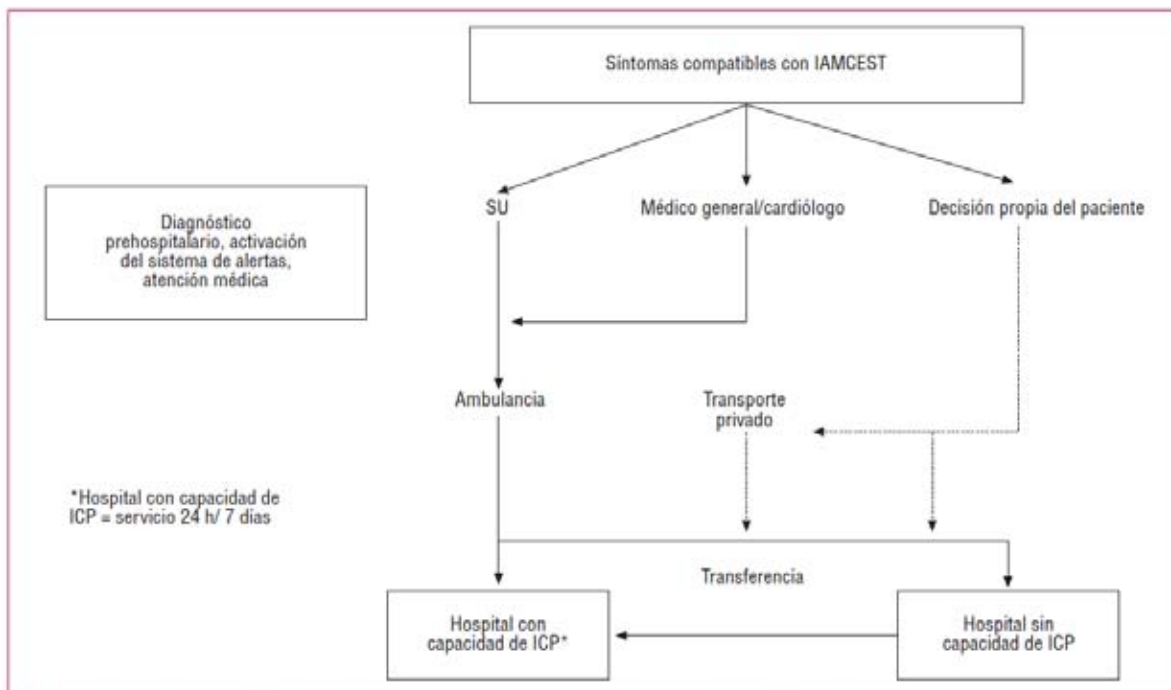 Síntomas compatibles con IAMCEST
Diagnóstico
prehospitalario, activación
del sistema de alertas,
atención médica
SU
Médico general/cardiólogo
Decisión propia del paciente
Ambulancia
Transporte
privado
*Hospital con capacidad de
ICP = servicio 24 h/ 7 días
Transferencia
Hospital con
capacidad de ICP*
Hospital sin
capacidad de ICP